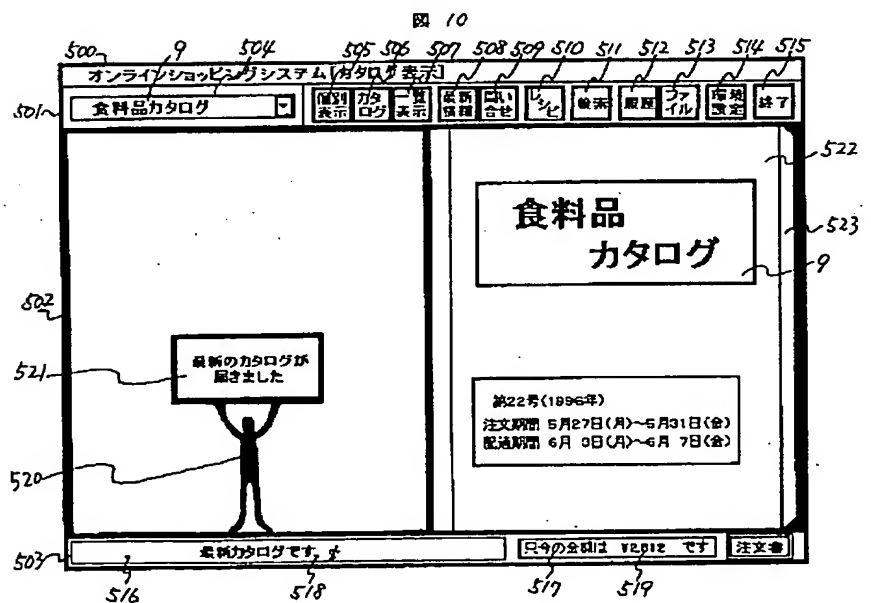 図 10
500 9 504 505 506 507 508 509 510 511 512 513 514 515
オンラインショッピングシステム[カタログ表示]
501 食料品カタログ
個別表示 カタログ 一覧表示 最新情報 問い合せ レシピ 検索 履歴 ファイル 環境設定 終了
522
食料品
カタログ
523
9
502
521
最新のカタログが
届きました
第22号(1996年)
注文期間 5月27日(月)~5月31日(金)
配送期間 6月 3日(月)~6月 7日(金)
520
503 最新カタログです。 只今の金額は です 注文書
516 518 517 519